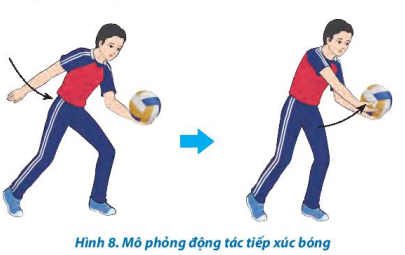 Hình 8. Mô phỏng động tác tiếp xúc bóng